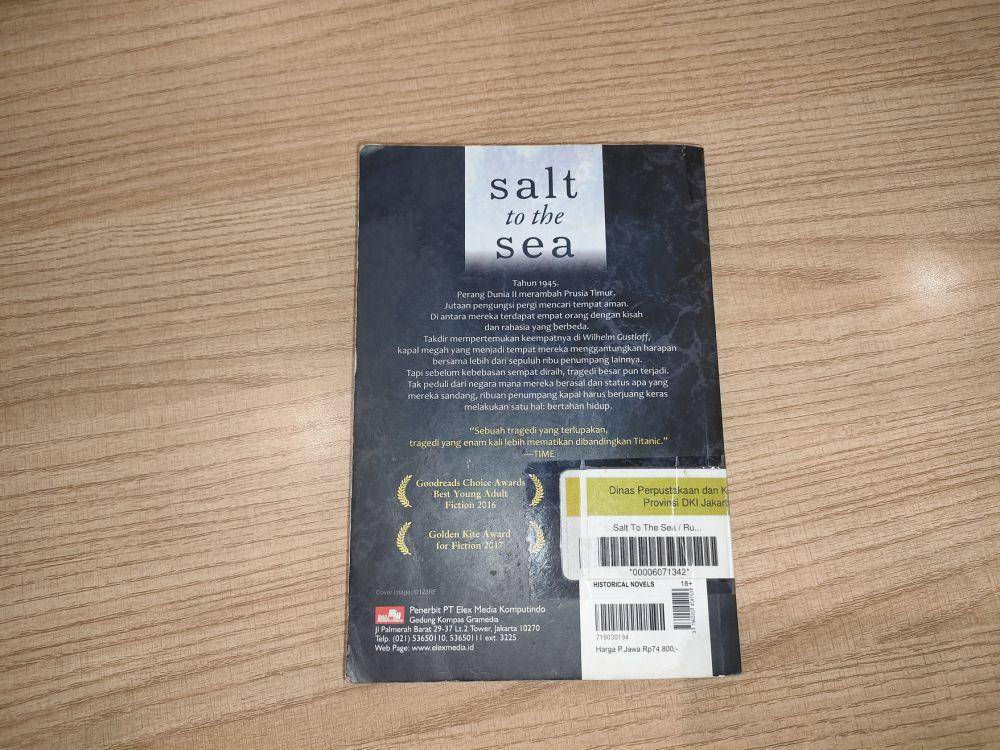 salt
to the
sea
Tahun 1945.
Perang Dunia II merambah Prusia Timur.
Jutaan pengungsi pergi mencari tempat aman.
Di antara mereka terdapat empat orang dengan kisah
dan rahasia yang berbeda.
Takdir mempertemukan keempatnya di Wilhelm Gustloff,
kapal megah yang menjadi tempat mereka menggantungkan harapan
bersama lebih dari sepuluh ribu penumpang lainnya.
Tapi sebelum kebebasan sempat diraih, tragedi besar pun terjadi.
Tak peduli dari negara mana mereka berasal dan status apa yang
mereka sandang, ribuan penumpang kapal harus berjuang keras
melakukan satu hal: bertahan hidup.
“Sebuah tragedi yang terlupakan,
tragedi yang enam kali lebih mematikan dibandingkan Titanic.”
—TIME
Goodreads Choice Awards
Best Young Adult
Fiction 2016
Golden Kite Award
for Fiction 2017
Dinas Perpustakaan dan K
Provinsi DKI Jakar
Salt To The Sea / Ru...
*00006071342*
HISTORICAL NOVELS 18+
718030194
Harga P.Jawa Rp74.800,-
Cover image: ©123RF
Penerbit PT Elex Media Komputindo
Gedung Kompas Gramedia
Jl Palmerah Barat 29-37 Lt 2 Tower, Jakarta 10270
Telp. (021) 53650110, 53650111 ext. 3225
Web Page: www.elexmedia.id